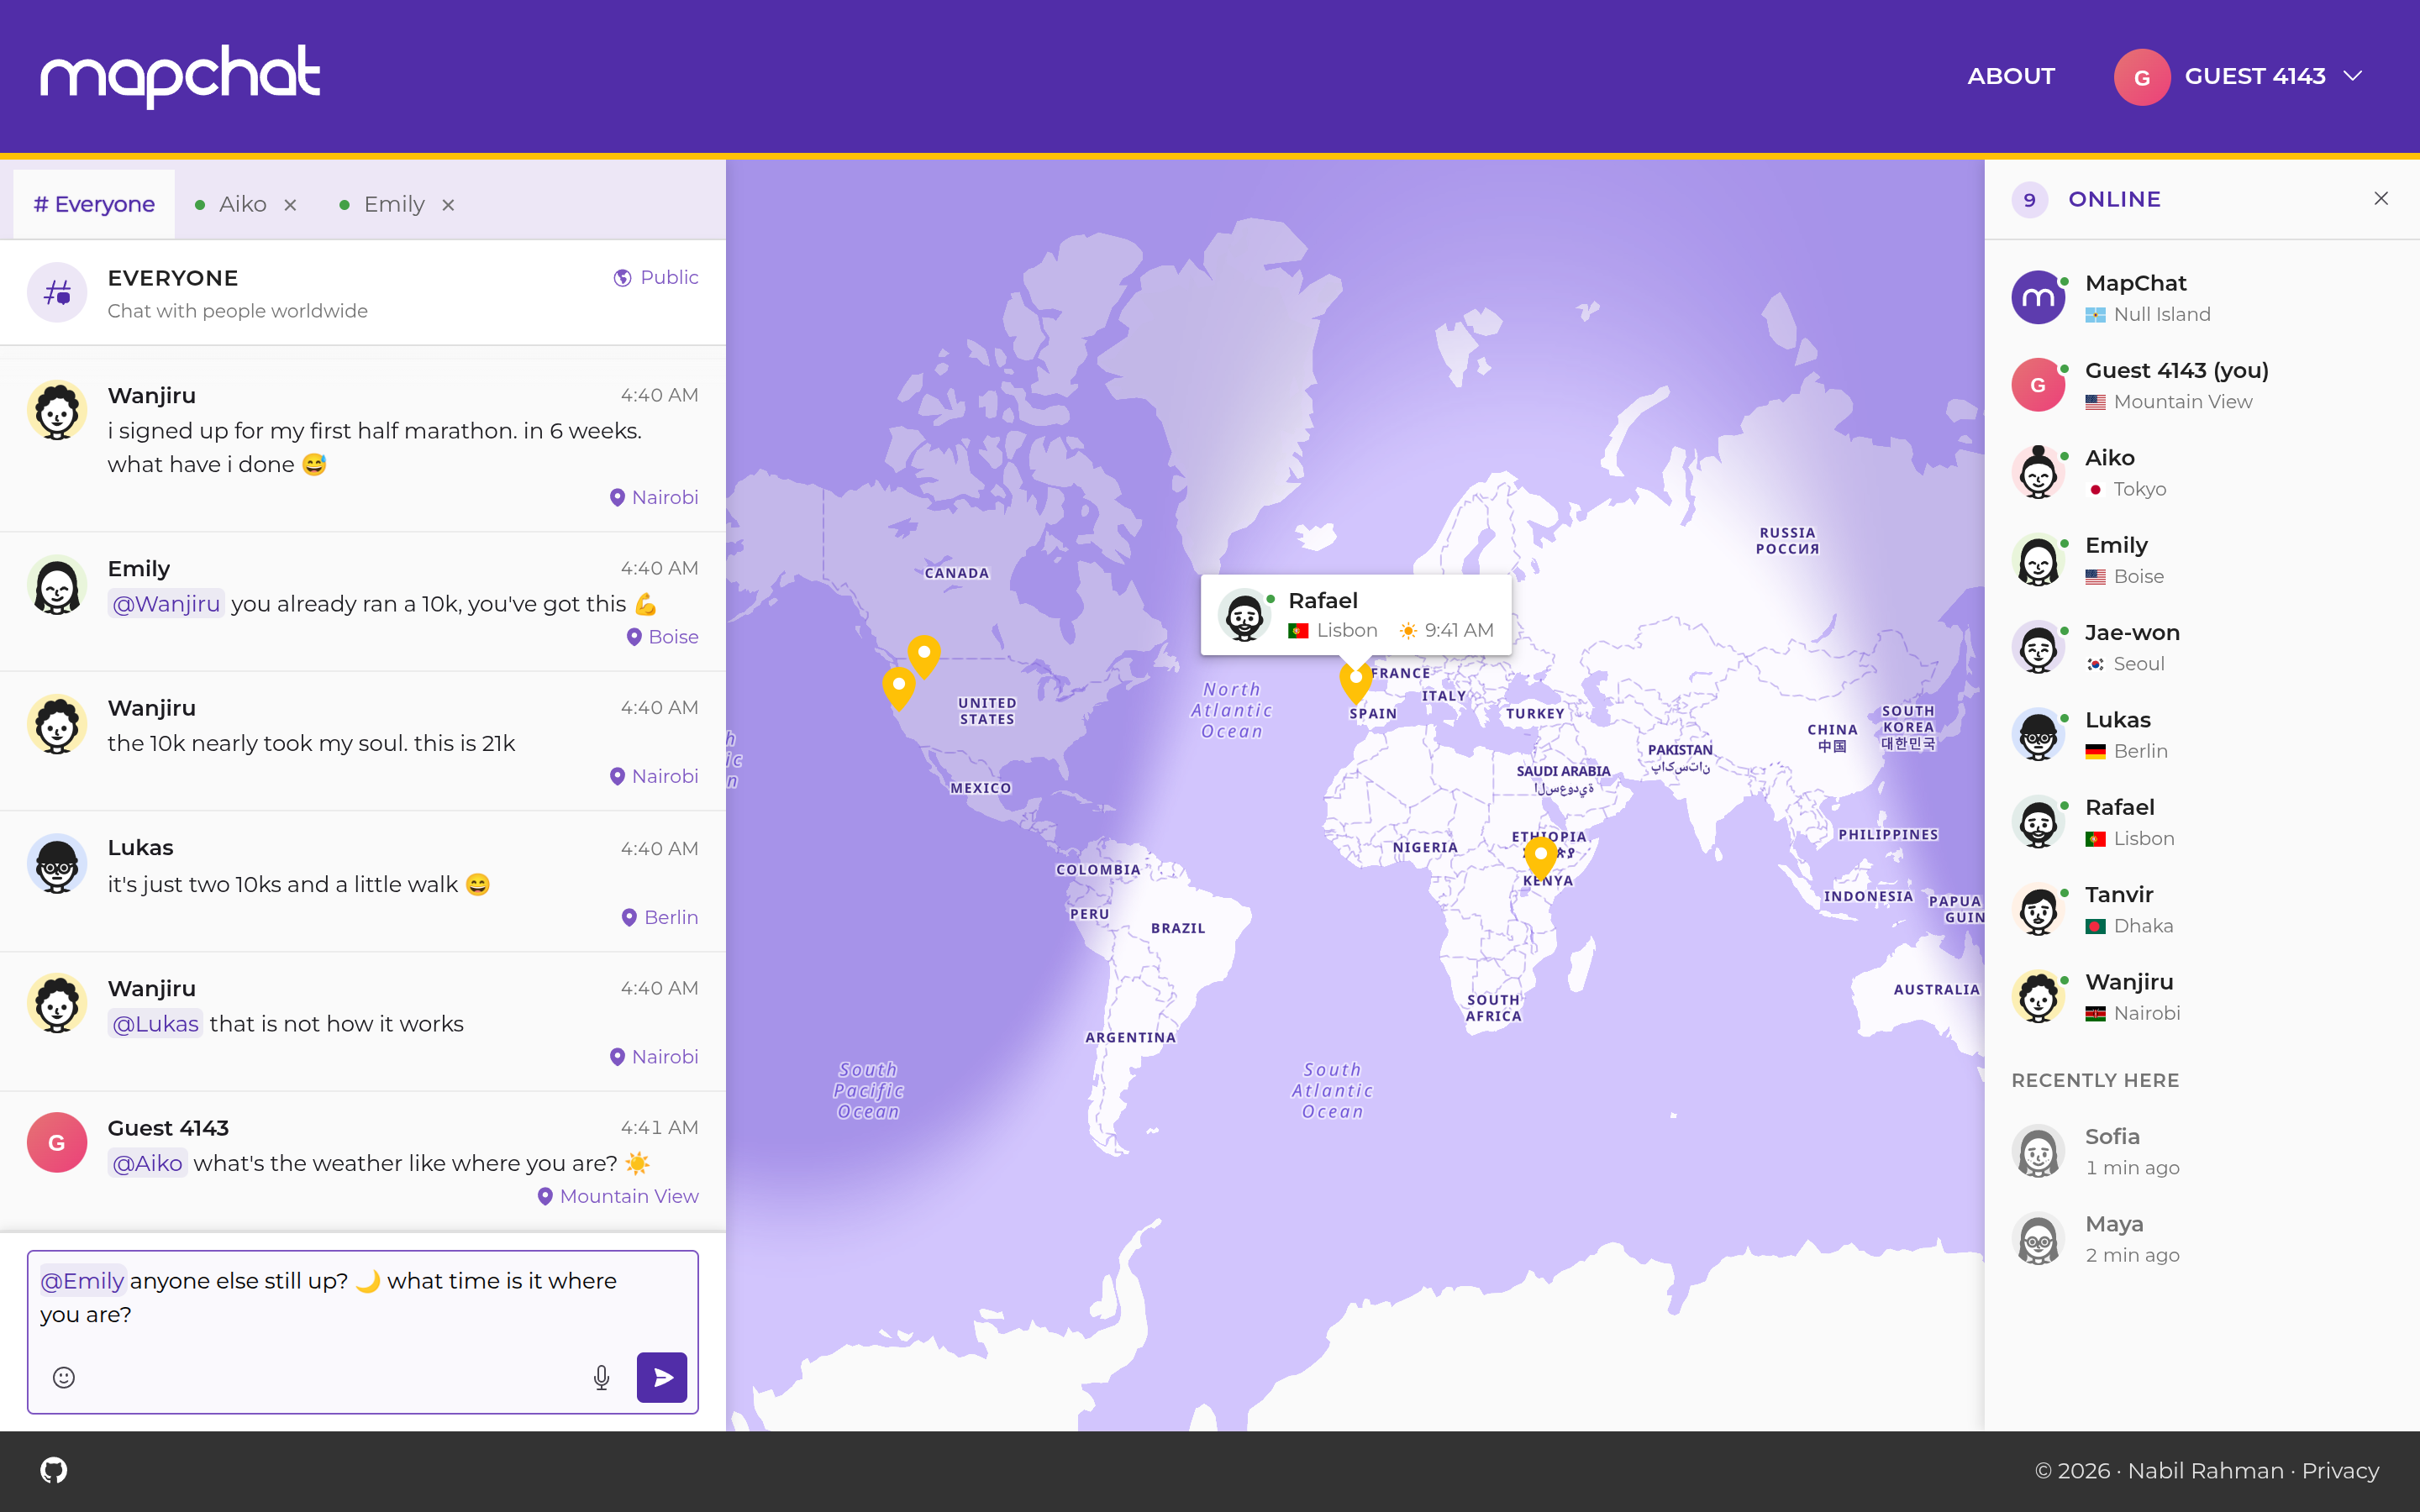 mapchat
ABOUT
G
GUEST 4143
# Everyone
Aiko
Emily
EVERYONE
Public
Chat with people worldwide
Wanjiru
4:40 AM
i signed up for my first half marathon. in 6 weeks.
what have i done 😅
Nairobi
Emily
4:40 AM
@Wanjiru you already ran a 10k, you've got this 💪
Boise
Wanjiru
4:40 AM
the 10k nearly took my soul. this is 21k
Nairobi
Lukas
4:40 AM
it's just two 10ks and a little walk 😄
Berlin
Wanjiru
4:40 AM
@Lukas that is not how it works
Nairobi
G
Guest 4143
4:41 AM
@Aiko what's the weather like where you are? ☀️
Mountain View
@Emily anyone else still up? 🌙 what time is it where
you are?
CANADA
RUSSIA
РОССИЯ
Rafael
Lisbon
9:41 AM
FRANCE
ITALY
SPAIN
TURKEY
UNITED
STATES
North
Atlantic
Ocean
MEXICO
CHINA
中国
SOUTH
KOREA
대한민국
PAKISTAN
پاکستان
SAUDI ARABIA
السعودية
ETHIOPIA
NIGERIA
KENYA
PHILIPPINES
COLOMBIA
INDONESIA
PAPUA
GUIN
PERU
BRAZIL
AUSTRALIA
SOUTH
AFRICA
ARGENTINA
South
Pacific
Ocean
South
Atlantic
Ocean
9
ONLINE
m
MapChat
Null Island
G
Guest 4143 (you)
Mountain View
Aiko
Tokyo
Emily
Boise
Jae-won
Seoul
Lukas
Berlin
Rafael
Lisbon
Tanvir
Dhaka
Wanjiru
Nairobi
RECENTLY HERE
Sofia
1 min ago
Maya
2 min ago
© 2026 · Nabil Rahman · Privacy